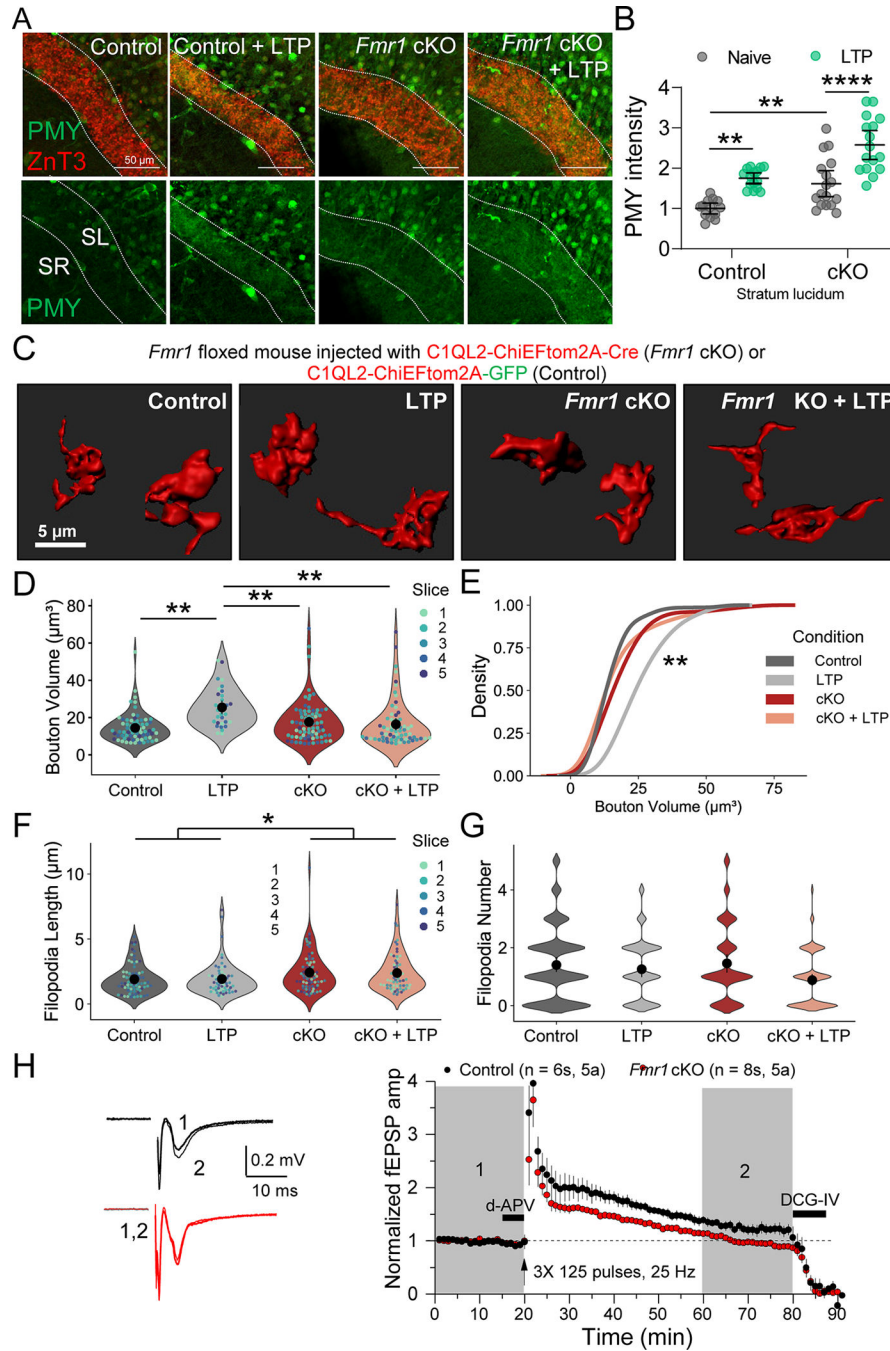 A
Control
Control + LTP
Fmr1 cKO
Fmr1 cKO
+ LTP
PMY
ZnT3
50 µm
SL
SR
PMY
B
Naive
LTP
PMY intensity
4
3
2
1
0
**
**
****
Control
cKO
Stratum lucidum
C
Fmr1 floxed mouse injected with C1QL2-ChiEFtom2A-Cre (Fmr1 cKO) or
C1QL2-ChiEFtom2A-GFP (Control)
Control
LTP
Fmr1 cKO
Fmr1 KO + LTP
5 µm
D
Bouton Volume (µm³)
80
60
40
20
0
**
**
**
Slice
1
2
3
4
5
Control
LTP
cKO
cKO + LTP
E
Density
1.00
0.75
0.50
0.25
0.00
**
Condition
Control
LTP
cKO
cKO + LTP
0
25
50
75
Bouton Volume (µm³)
F
Filopodia Length (µm)
10
5
0
*
1
2
3
4
5
Slice
1
2
3
4
5
Control
LTP
cKO
cKO + LTP
G
Filopodia Number
4
2
0
Control
LTP
cKO
cKO + LTP
H
1
2
0.2 mV
10 ms
1,2
Control (n = 6s, 5a)
Fmr1 cKO (n = 8s, 5a)
Normalized fEPSP amp
4
3
2
1
0
1
2
d-APV
DCG-IV
3X 125 pulses, 25 Hz
0
10
20
30
40
50
60
70
80
90
Time (min)